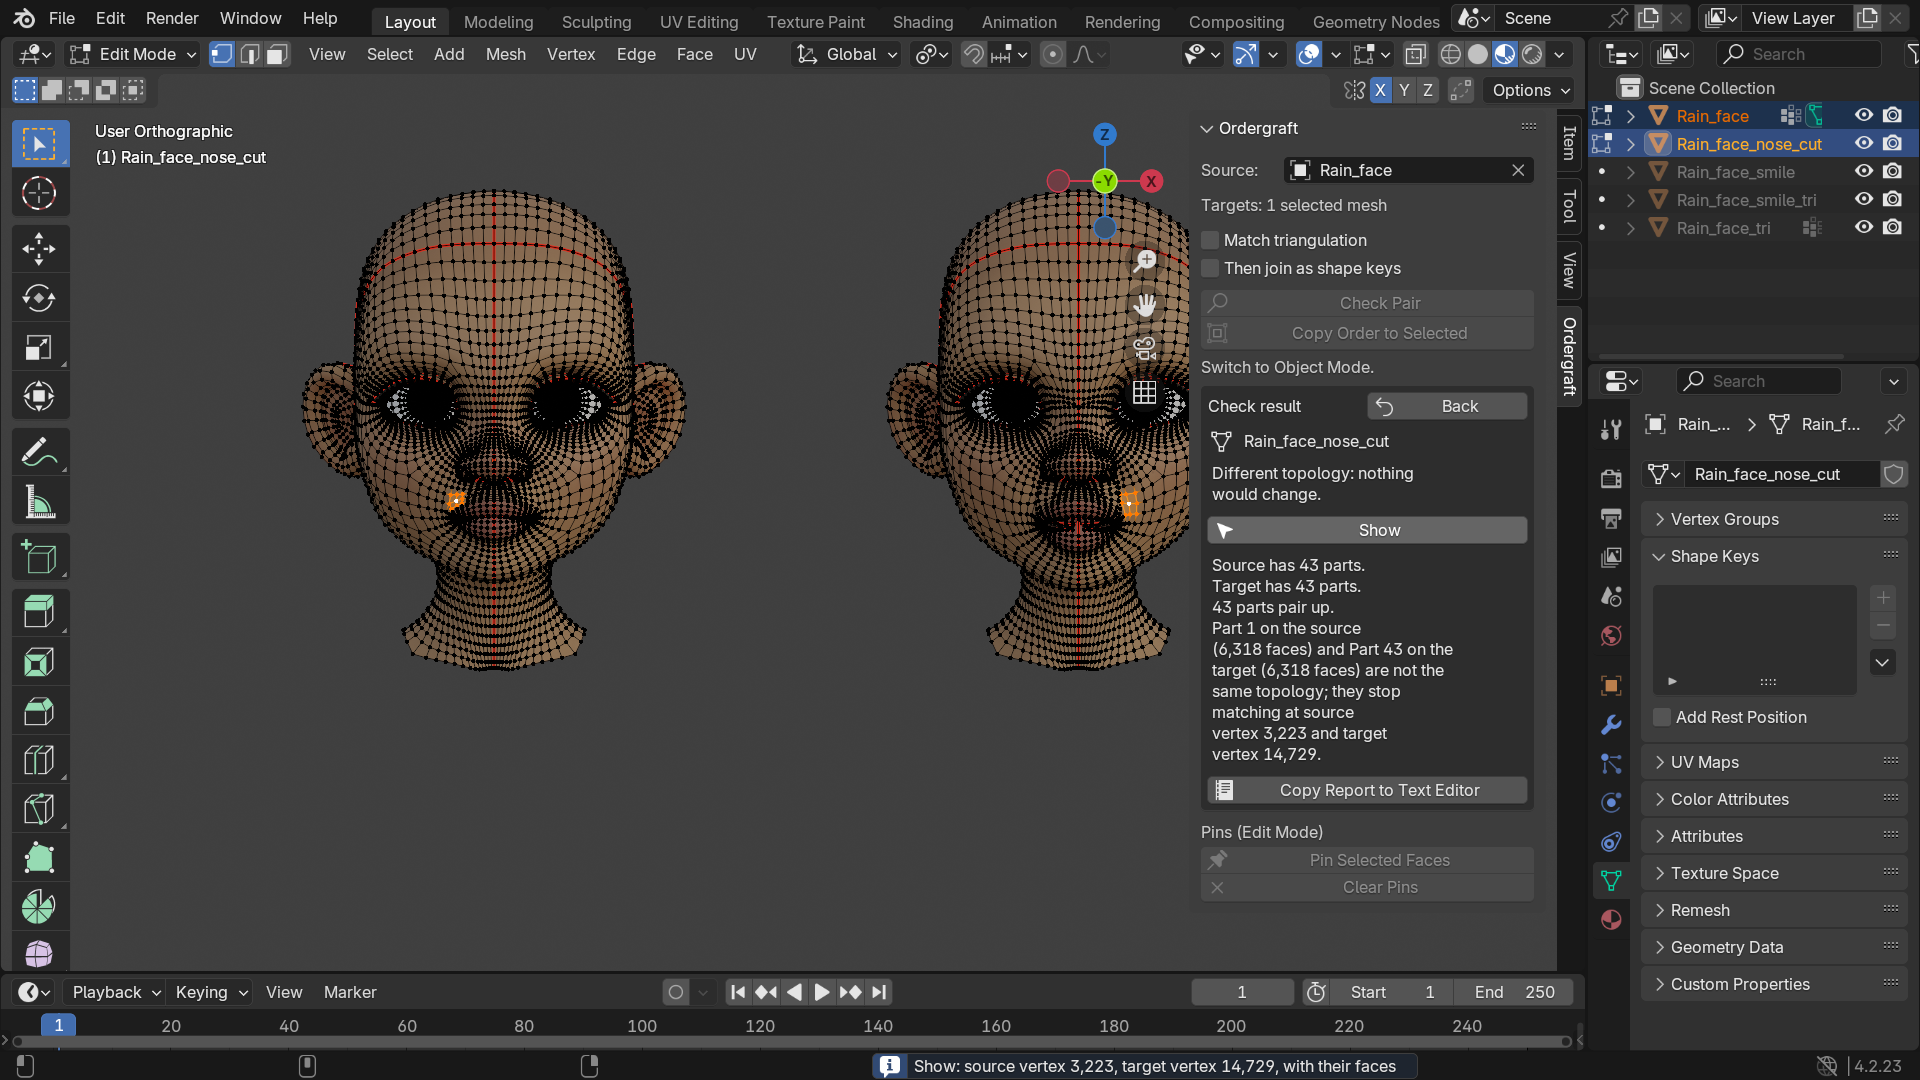 File Edit Render Window Help
Layout Modeling Sculpting UV Editing Texture Paint Shading Animation Rendering Compositing Geometry Nodes
Scene
View Layer
Edit Mode View Select Add Mesh Vertex Edge Face UV Global
Search
X Y Z Options
Scene Collection
Rain_face
Rain_face_nose_cut
Rain_face_smile
Rain_face_smile_tri
Rain_face_tri
User Orthographic
(1) Rain_face_nose_cut
Z
-Y X
Ordergraft
Source: Rain_face
Targets: 1 selected mesh
Match triangulation
Then join as shape keys
Check Pair
Copy Order to Selected
Switch to Object Mode.
Check result Back
Rain_face_nose_cut
Different topology: nothing
would change.
Show
Source has 43 parts.
Target has 43 parts.
43 parts pair up.
Part 1 on the source
(6,318 faces) and Part 43 on the
target (6,318 faces) are not the
same topology; they stop
matching at source
vertex 3,223 and target
vertex 14,729.
Copy Report to Text Editor
Pins (Edit Mode)
Pin Selected Faces
Clear Pins
Item
Tool
View
Ordergraft
Search
Rain_... Rain_f...
Rain_face_nose_cut
Vertex Groups
Shape Keys
Add Rest Position
UV Maps
Color Attributes
Attributes
Texture Space
Remesh
Geometry Data
Custom Properties
Playback Keying View Marker
1 Start 1 End 250
1 20 40 60 80 100 120 140 160 180 200 220 240
Show: source vertex 3,223, target vertex 14,729, with their faces
4.2.23